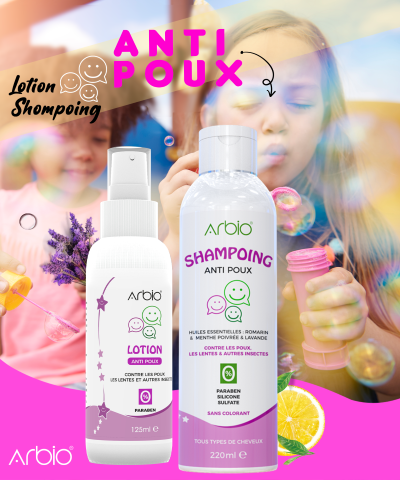 ANTI
POUX
Lotion
Shompoing
Arbio
SHAMPOING
ANTI POUX
HUILES ESSENTIELLES : ROMARIN
& MENTHE POIVRÉE & LAVANDE
CONTRE LES POUX,
LES LENTES & AUTRES INSECTES
%
PARABEN
SILICONE
SULFATE
SANS COLORANT
TOUS TYPES DE CHEVEUX
220ml e
Arbio
LOTION
ANTI POUX
CONTRE LES POUX
LES LENTES ET AUTRES INSECTES
%
PARABEN
125ml e
Arbio